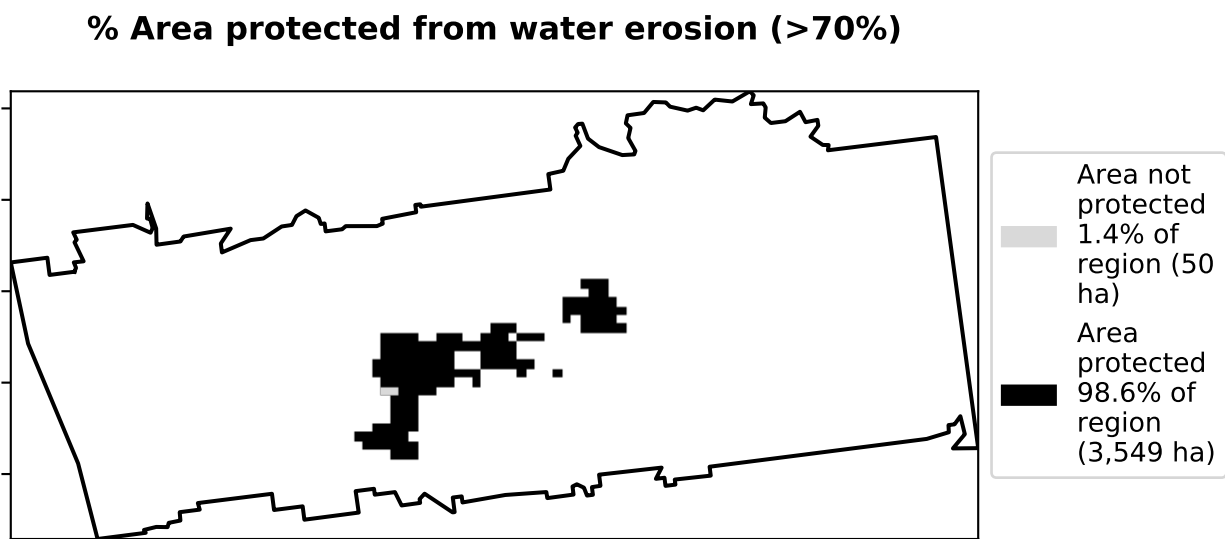 % Area protected from water erosion (>70%)
Area not
protected
1.4% of
region (50
ha)
Area
protected
98.6% of
region
(3,549 ha)